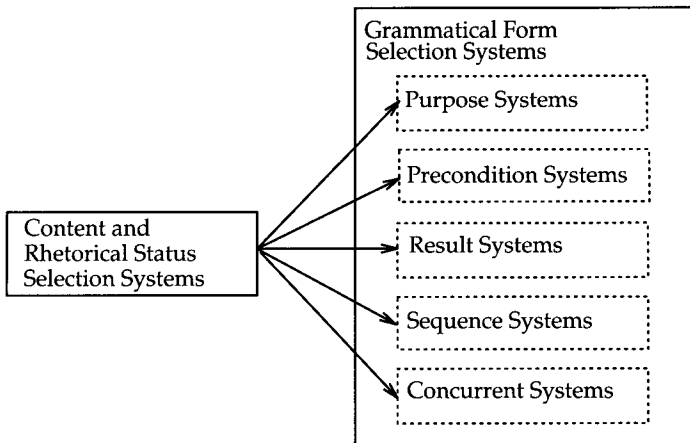 Grammatical Form
Selection Systems
Purpose Systems
Precondition Systems
Content and
Rhetorical Status
Selection Systems
Result Systems
Sequence Systems
Concurrent Systems